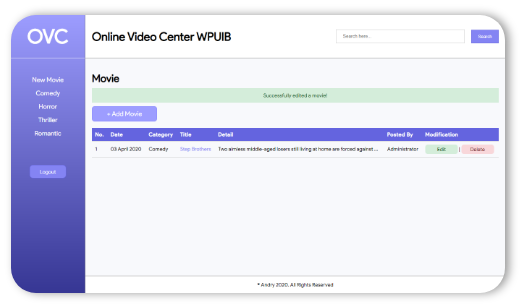 OVC
Online Video Center WPUIB
Search here...
Search
New Movie
Comedy
Horror
Thriller
Romantic
Logout
Movie
Successfully edited a movie!
+ Add Movie
No. Date Category Title Detail Posted By Modification
1 03 April 2020 Comedy Step Brothers Two aimless middle-aged losers still living at home are forced against ... Administrator Edit | Delete
© Andry 2020. All Rights Reserved